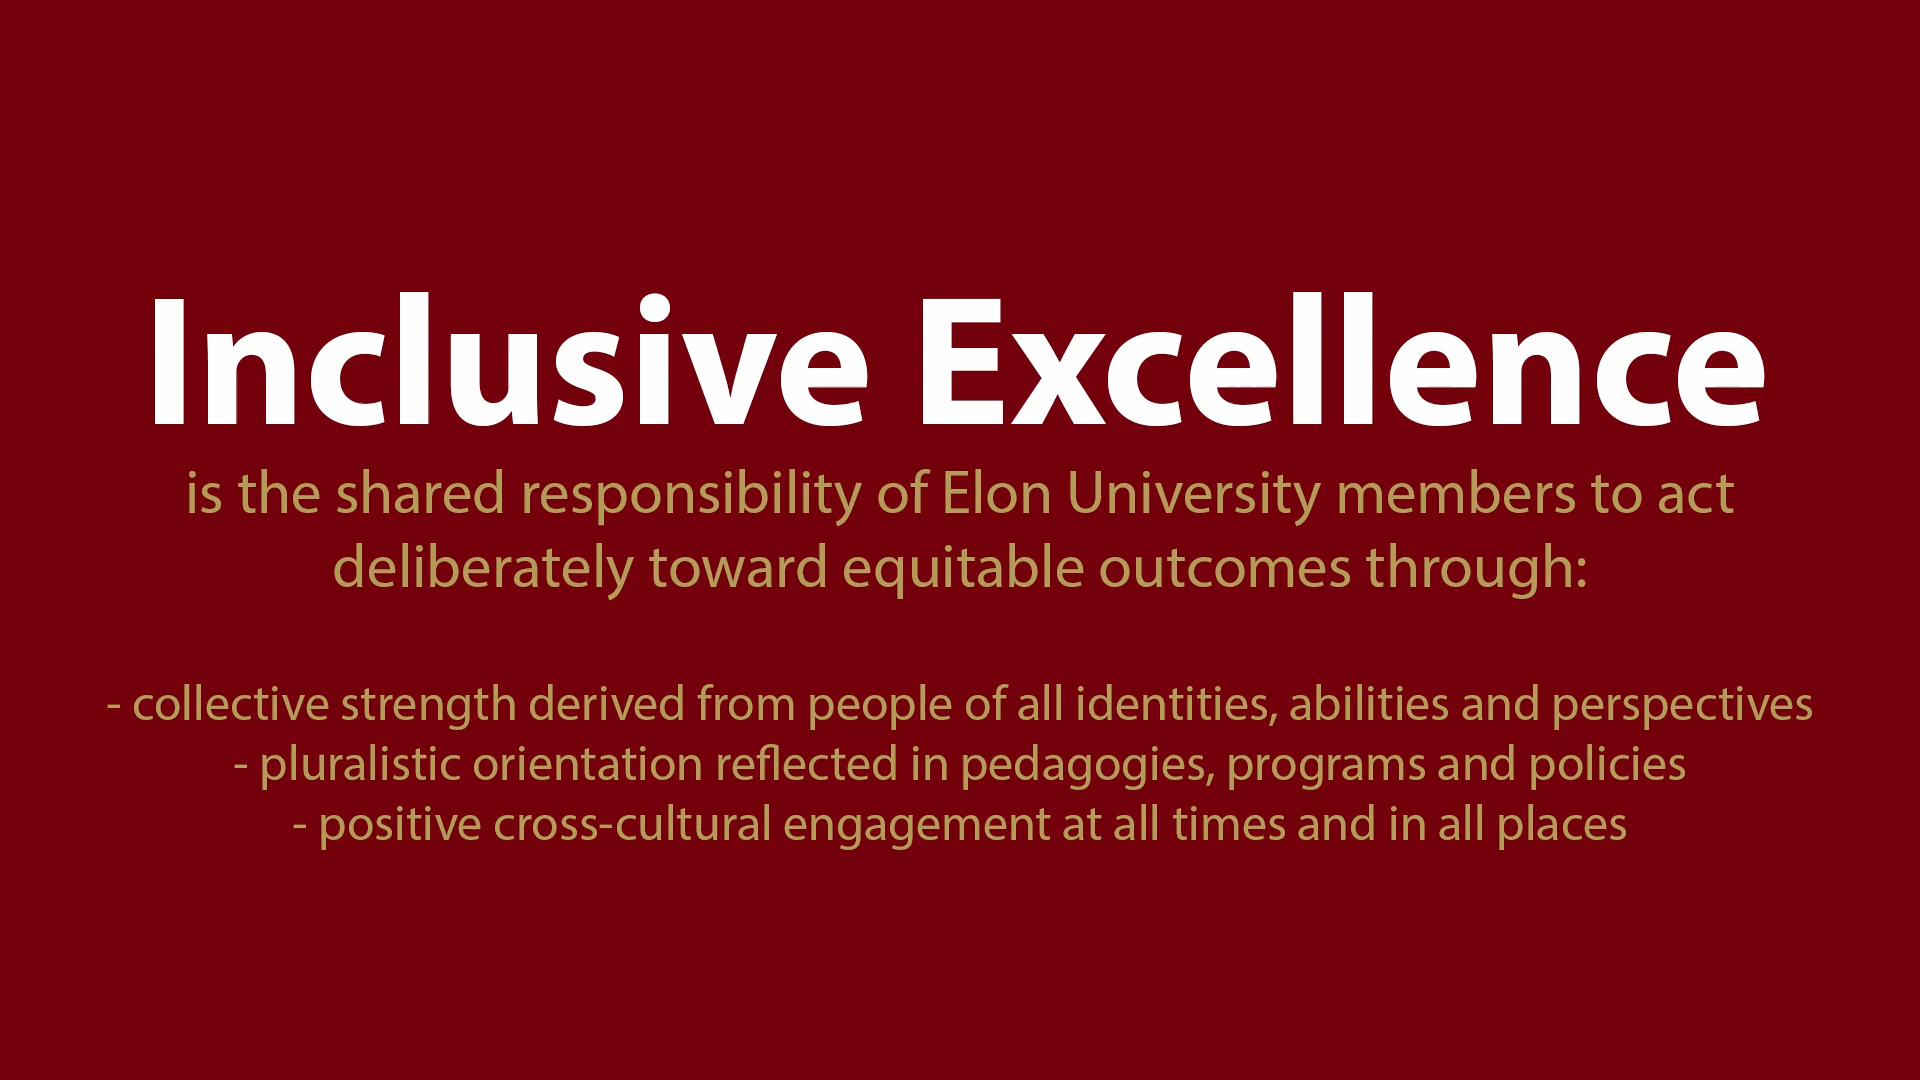 Inclusive Excellence
is the shared responsibility of Elon University members to act
deliberately toward equitable outcomes through:
- collective strength derived from people of all identities, abilities and perspectives
- pluralistic orientation reflected in pedagogies, programs and policies
- positive cross-cultural engagement at all times and in all places